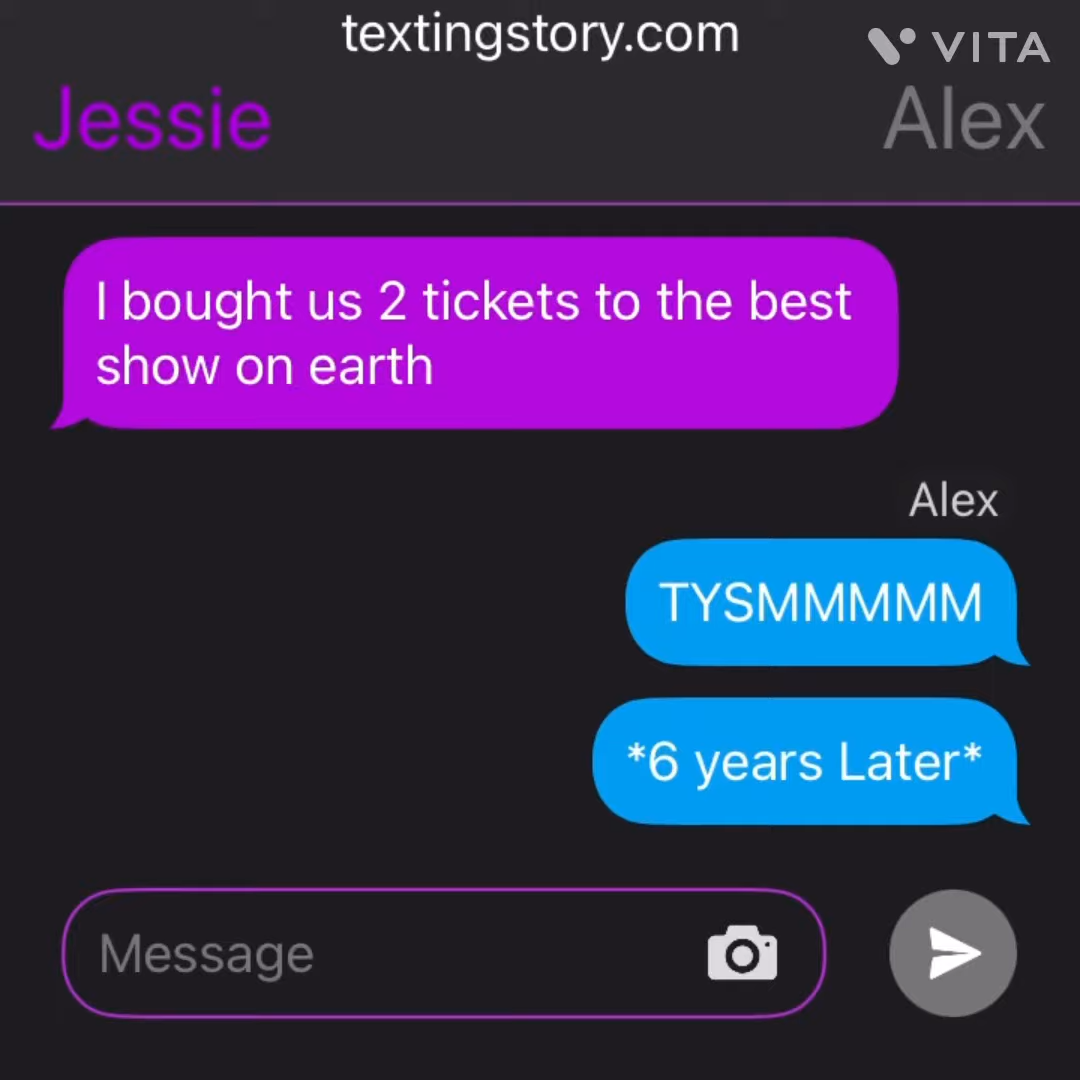 textingstory.com
VITA
Jessie
Alex
I bought us 2 tickets to the best
show on earth
Alex
TYSMMMMM
*6 years Later*
Message